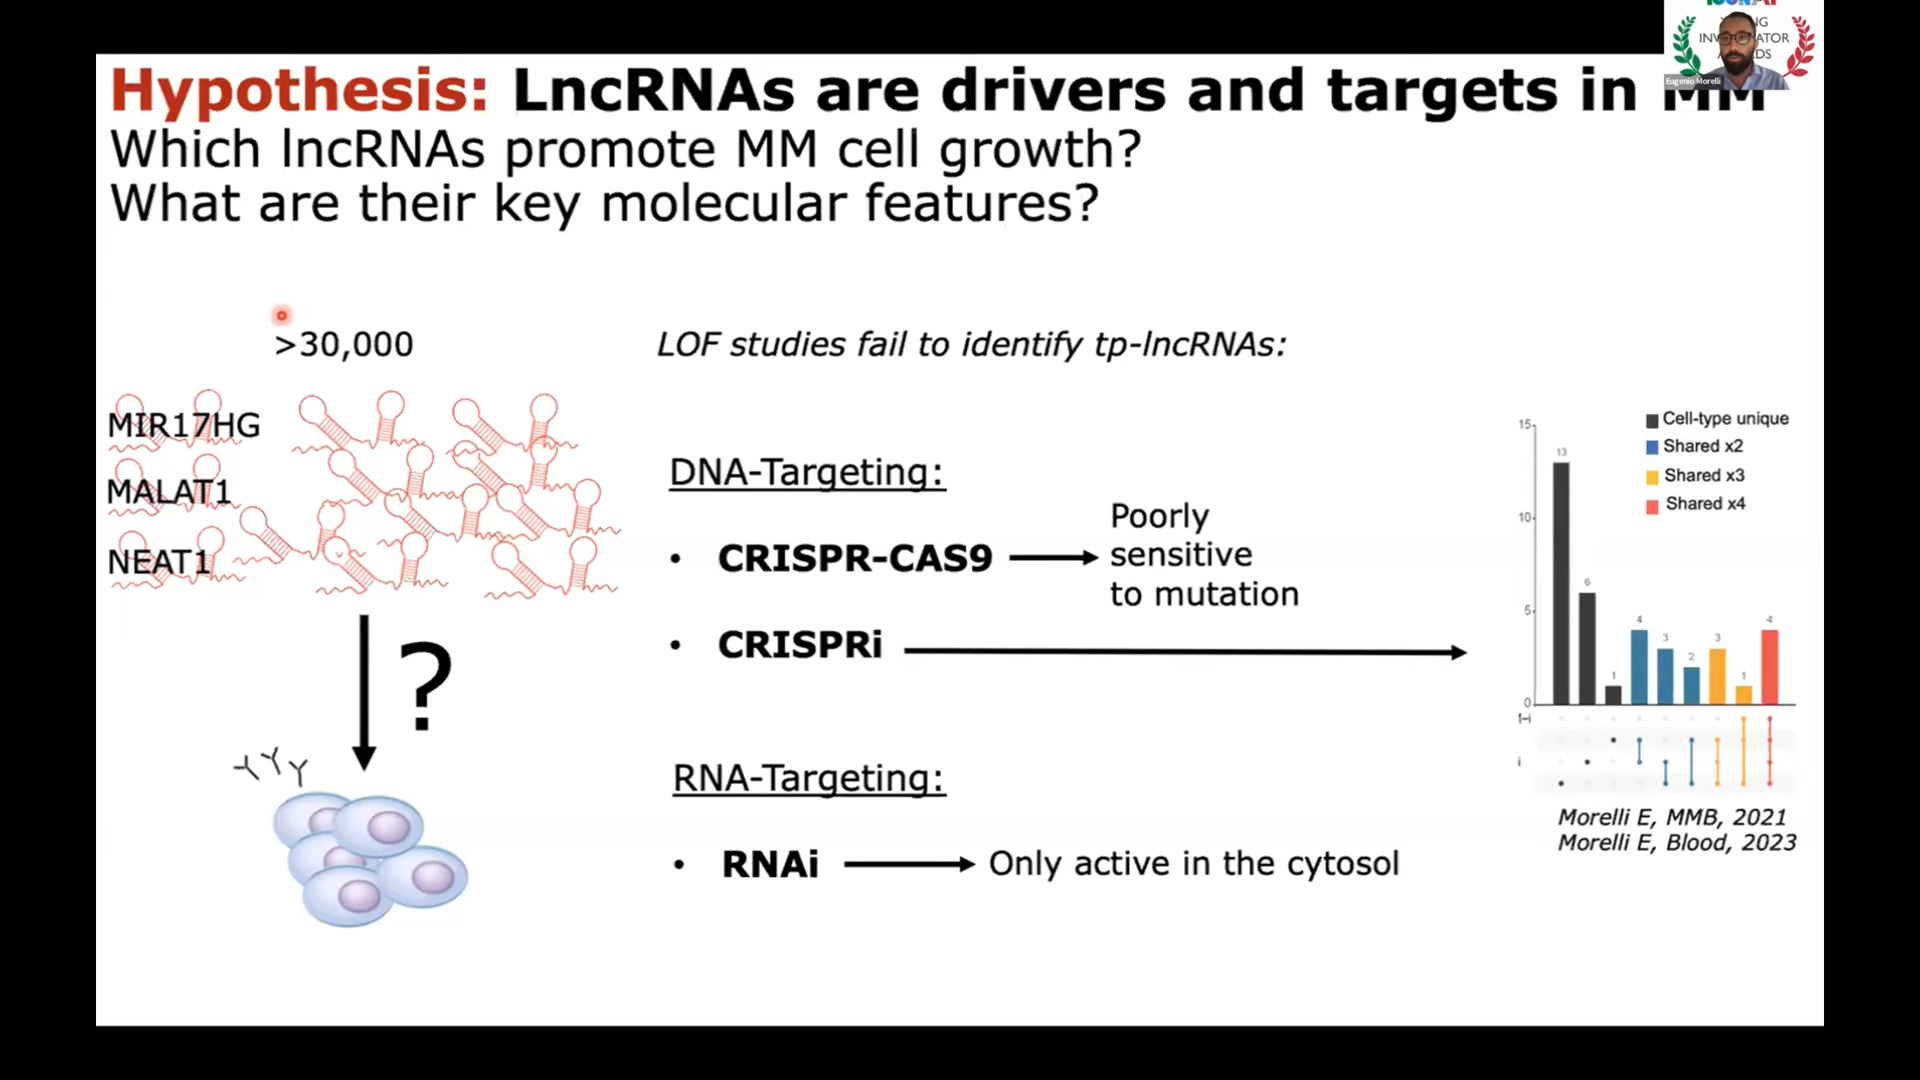 Hypothesis: LncRNAs are drivers and targets in MM
Which lncRNAs promote MM cell growth?
What are their key molecular features?
Eugenio Morelli
>30,000
MIR17HG
MALAT1
NEAT1
?
LOF studies fail to identify tp-lncRNAs:
DNA-Targeting:
• CRISPR-CAS9
Poorly
sensitive
to mutation
• CRISPRi
RNA-Targeting:
• RNAi
Only active in the cytosol
Cell-type unique
Shared x2
Shared x3
Shared x4
15
10
5
0
13
6
1
4
3
2
3
1
4
Morelli E, MMB, 2021
Morelli E, Blood, 2023